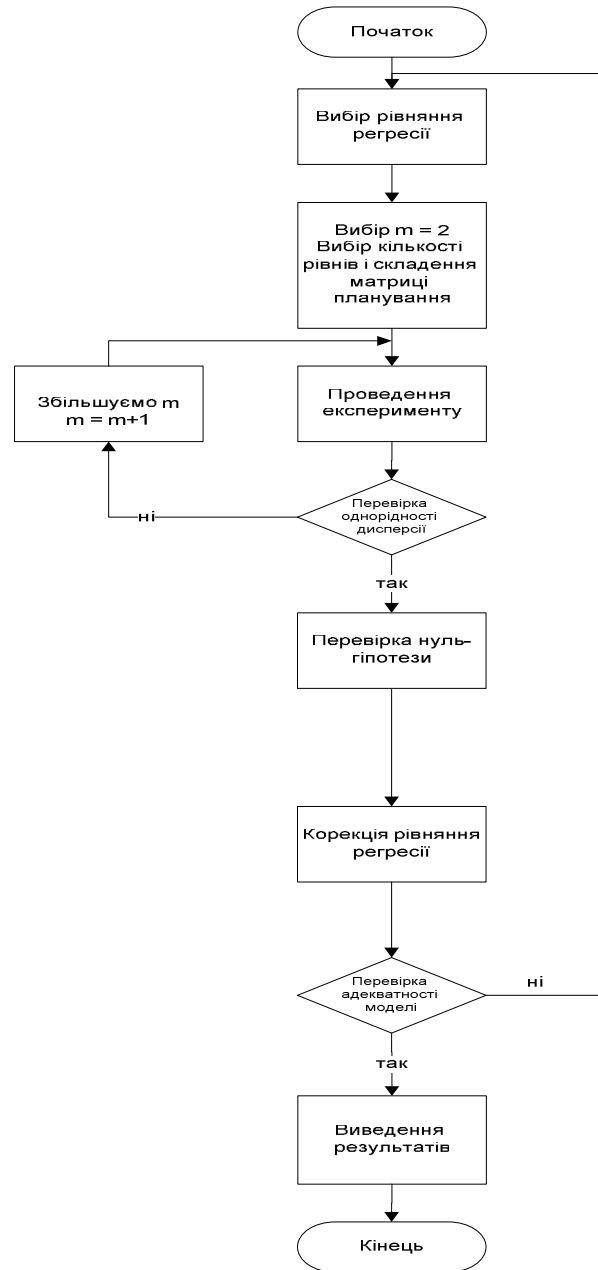 Початок
Вибір рівняння
регресії
Вибір m = 2
Вибір кількості
рівнів і складення
матриці
планування
Збільшуємо m
m = m+1
Проведення
експерименту
Перевірка
однорідності
дисперсії
ні
так
Перевірка нуль-
гіпотези
Корекція рівняння
регресії
Перевірка
адекватності
моделі
ні
так
Виведення
результатів
Кінець